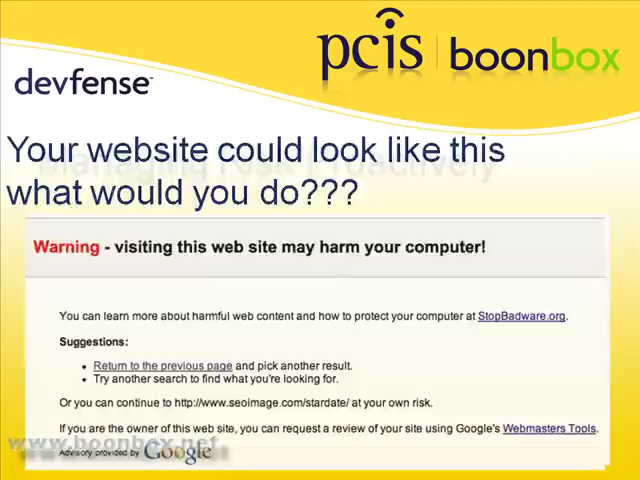 pcis | boonbox
devfense™
Your website could look like this
Managing Risk Proactively
what would you do???
Warning - visiting this web site may harm your computer!
You can learn more about harmful web content and how to protect your computer at StopBadware.org.
Suggestions:
• Return to the previous page and pick another result.
• Try another search to find what you're looking for.
Or you can continue to http://www.seoimage.com/stardate/ at your own risk.
If you are the owner of this web site, you can request a review of your site using Google's Webmasters Tools.
www.boonbox.net
Advisory provided by Google